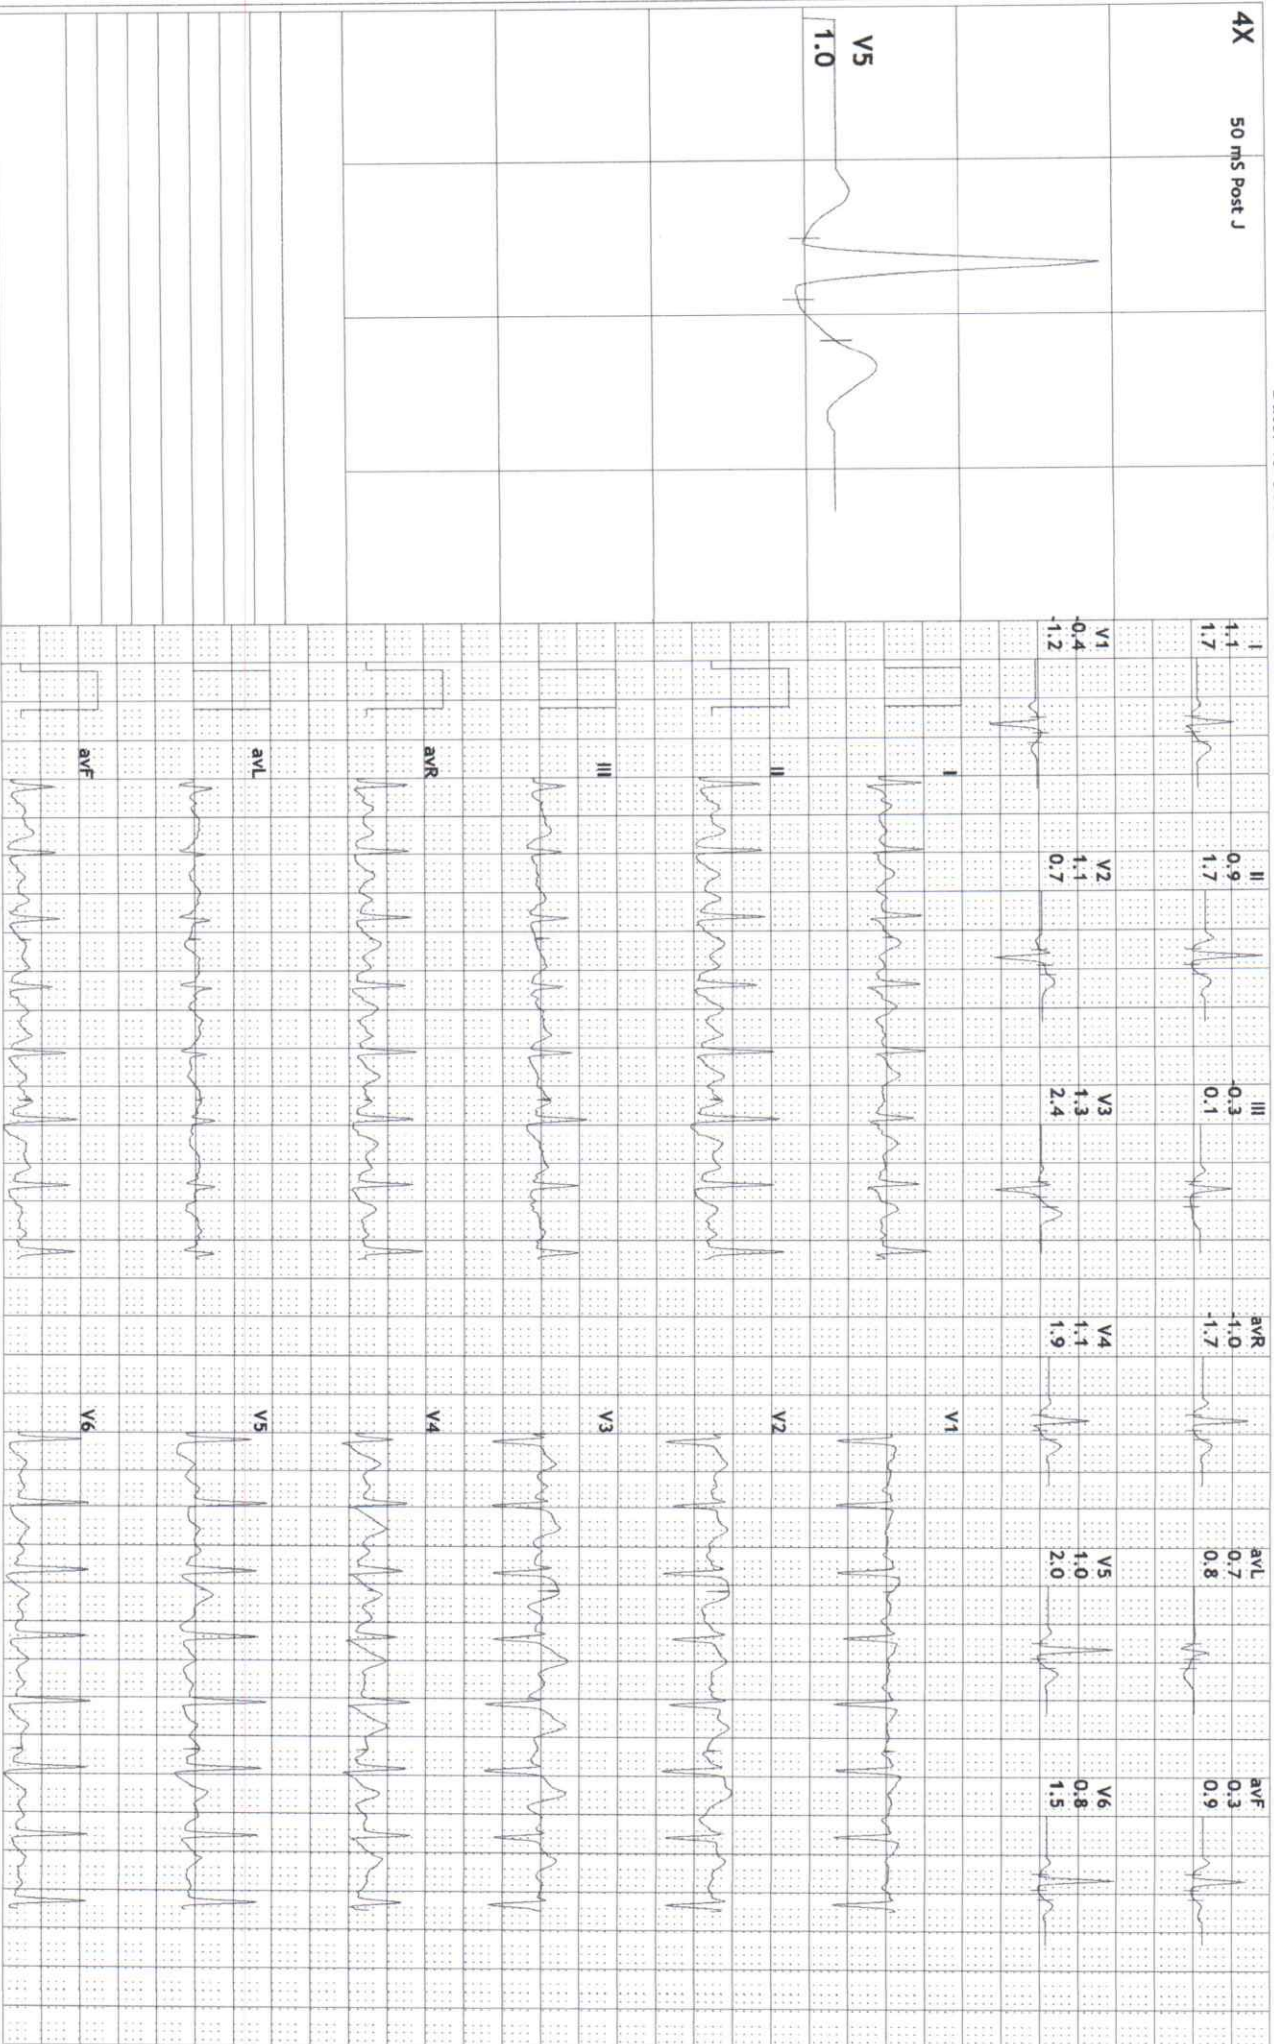 4X 50 mS Post J
V5
1.0
I II III avR avL avF
1.1 0.9 -0.3 -1.0 0.7 0.3
1.7 1.7 0.1 -1.7 0.8 0.9
V1 V2 V3 V4 V5 V6
-0.4 1.1 1.3 1.1 1.0 0.8
-1.2 0.7 2.4 1.9 2.0 1.5
I V1
II V2
III V3
avR V4
avL V5
avF V6